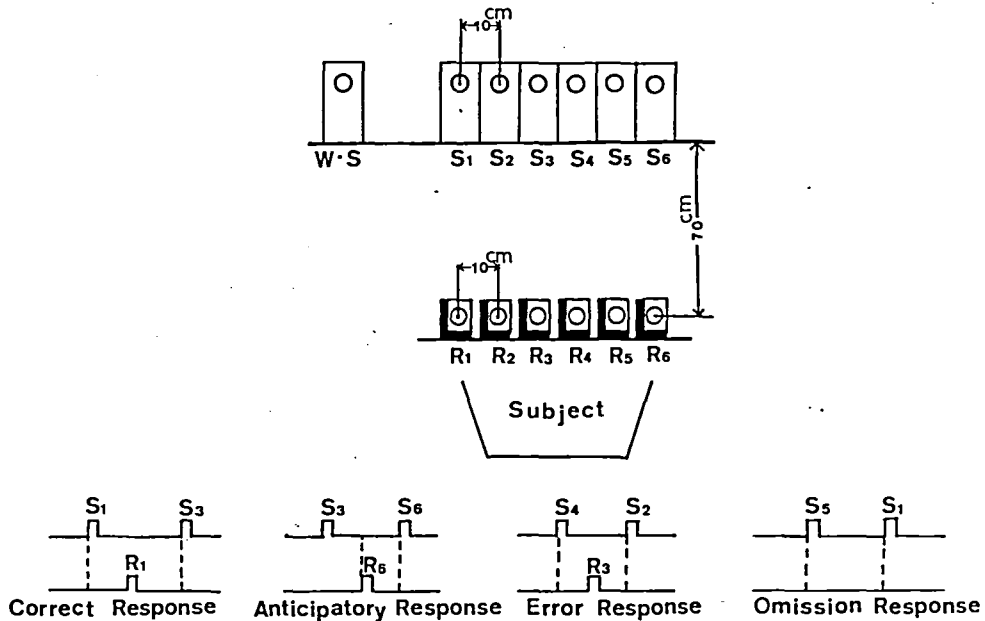 10 cm
W·S S1 S2 S3 S4 S5 S6
70 cm
10 cm
R1 R2 R3 R4 R5 R6
Subject
S1 S3 S3 S6 S4 S2 S5 S1
R1 R6 R3
Correct Response Anticipatory Response Error Response Omission Response